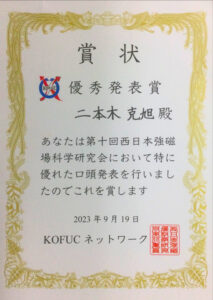 賞状
優秀発表賞
二本木 克旭 殿
あなたは第十回西日本強磁
場科学研究会において特に
優れた口頭発表を行いまし
たのでこれを賞します
2023年9月19日
KOFUC ネットワーク